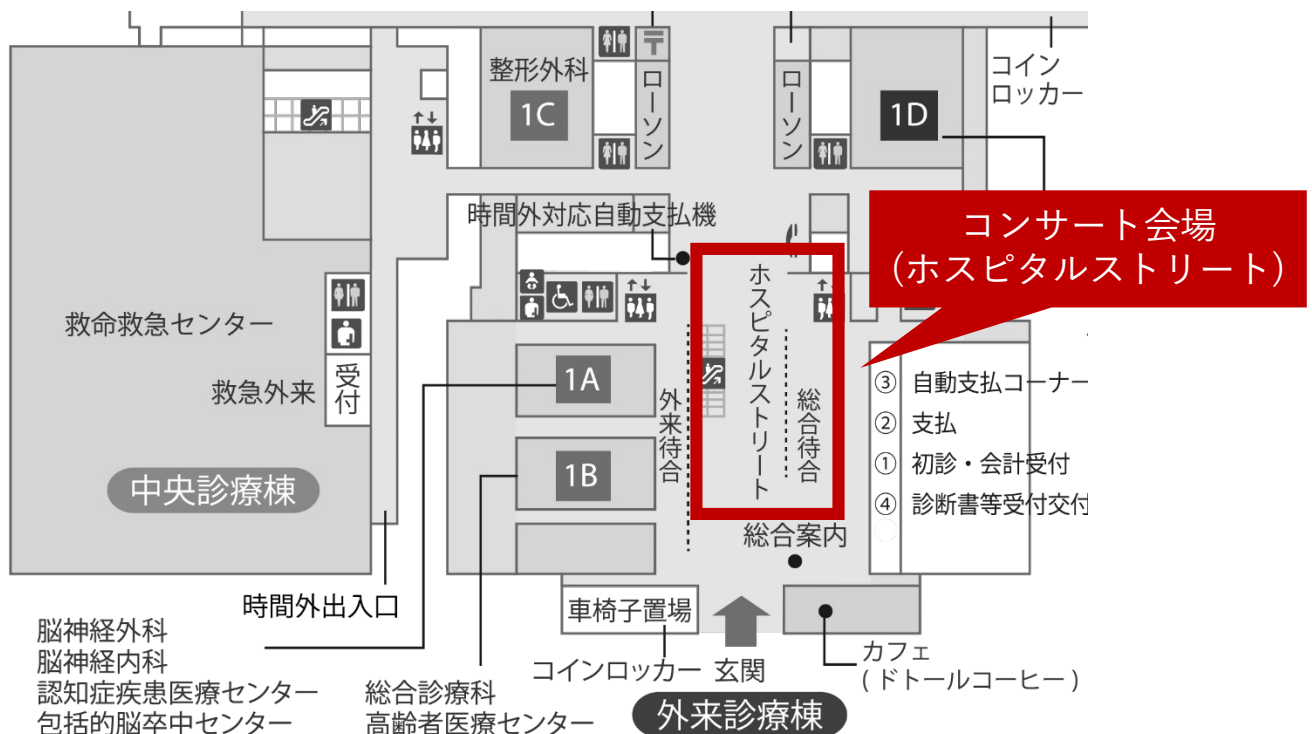 整形外科
1C
〒
ローソン
ローソン
1D
コイン
ロッカー
時間外対応自動支払機
コンサート会場
（ホスピタルストリート）
ホスピタルストリート
救命救急センター
救急外来
受付
1A
外来待合
総合待合
③ 自動支払コーナー
② 支払
① 初診・会計受付
④ 診断書等受付交付
1B
中央診療棟
総合案内
時間外出入口
車椅子置場
脳神経外科
脳神経内科
認知症疾患医療センター
包括的脳卒中センター
総合診療科
高齢者医療センター
コインロッカー
玄関
カフェ
(ドトールコーヒー)
外来診療棟